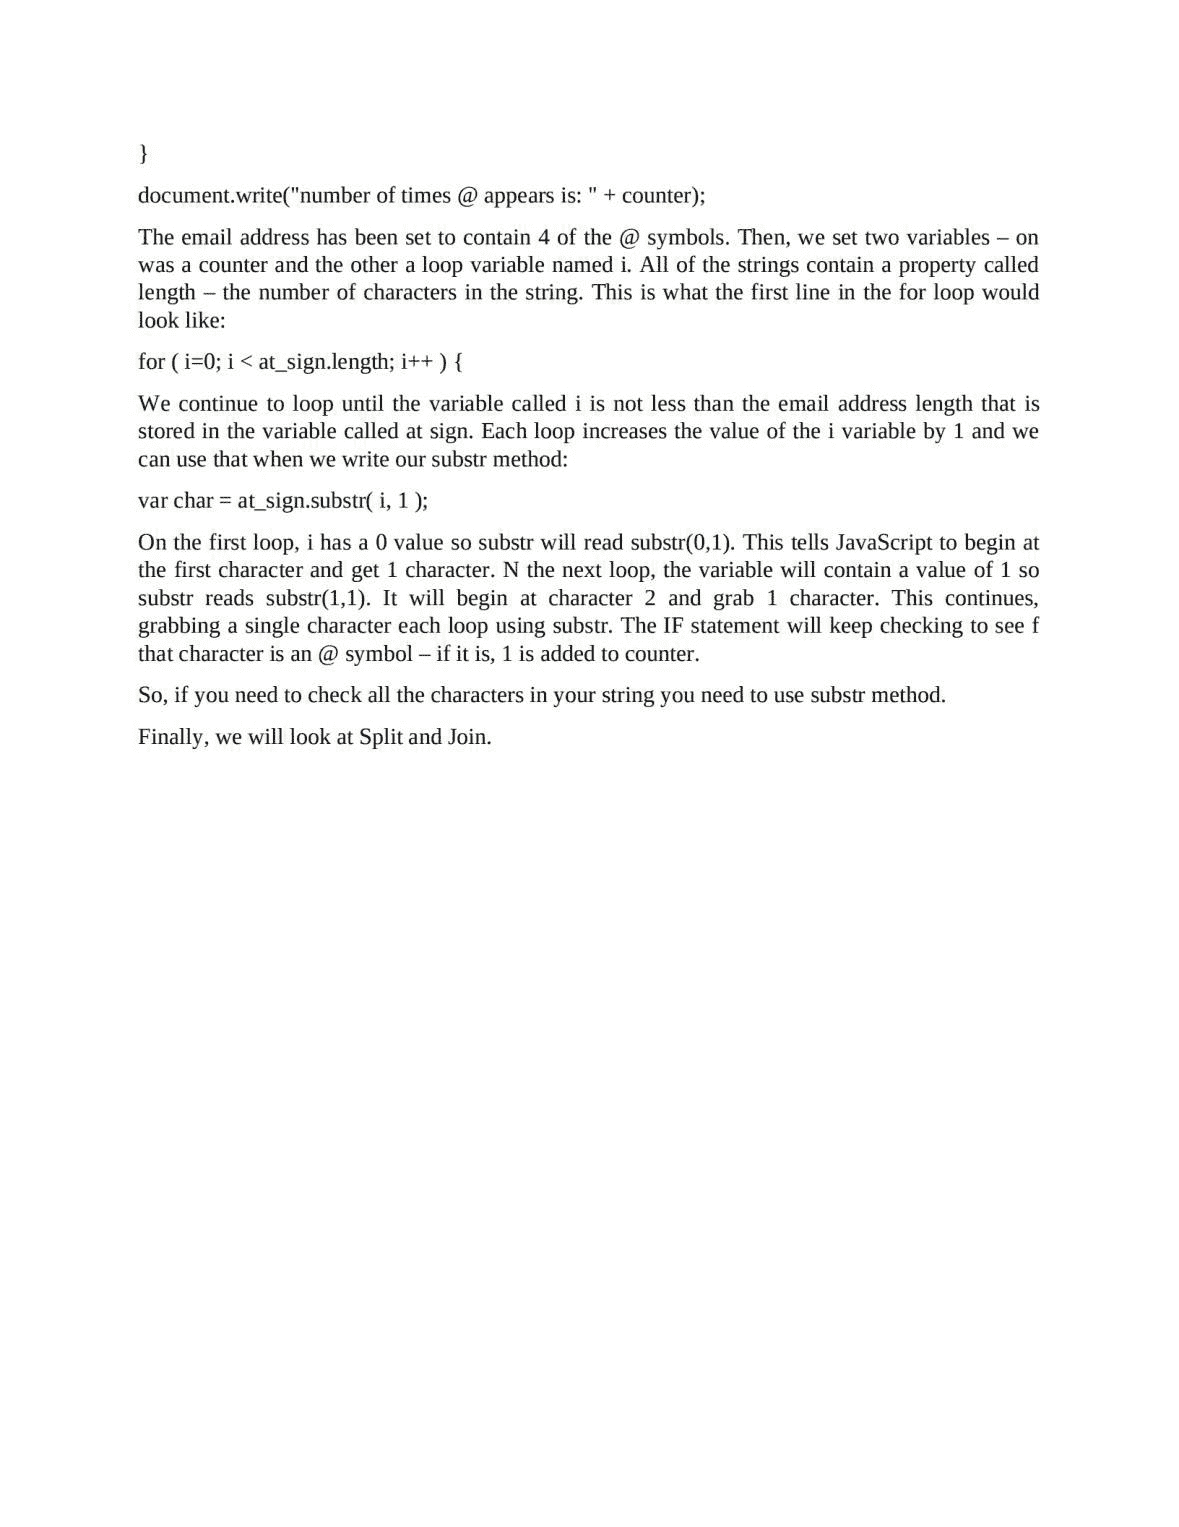 }
document.write("number of times @ appears is: " + counter);
The email address has been set to contain 4 of the @ symbols. Then, we set two variables – on
was a counter and the other a loop variable named i. All of the strings contain a property called
length – the number of characters in the string. This is what the first line in the for loop would
look like:
for ( i=0; i < at_sign.length; i++ ) {
We continue to loop until the variable called i is not less than the email address length that is
stored in the variable called at sign. Each loop increases the value of the i variable by 1 and we
can use that when we write our substr method:
var char = at_sign.substr( i, 1 );
On the first loop, i has a 0 value so substr will read substr(0,1). This tells JavaScript to begin at
the first character and get 1 character. N the next loop, the variable will contain a value of 1 so
substr reads substr(1,1). It will begin at character 2 and grab 1 character. This continues,
grabbing a single character each loop using substr. The IF statement will keep checking to see f
that character is an @ symbol – if it is, 1 is added to counter.
So, if you need to check all the characters in your string you need to use substr method.
Finally, we will look at Split and Join.